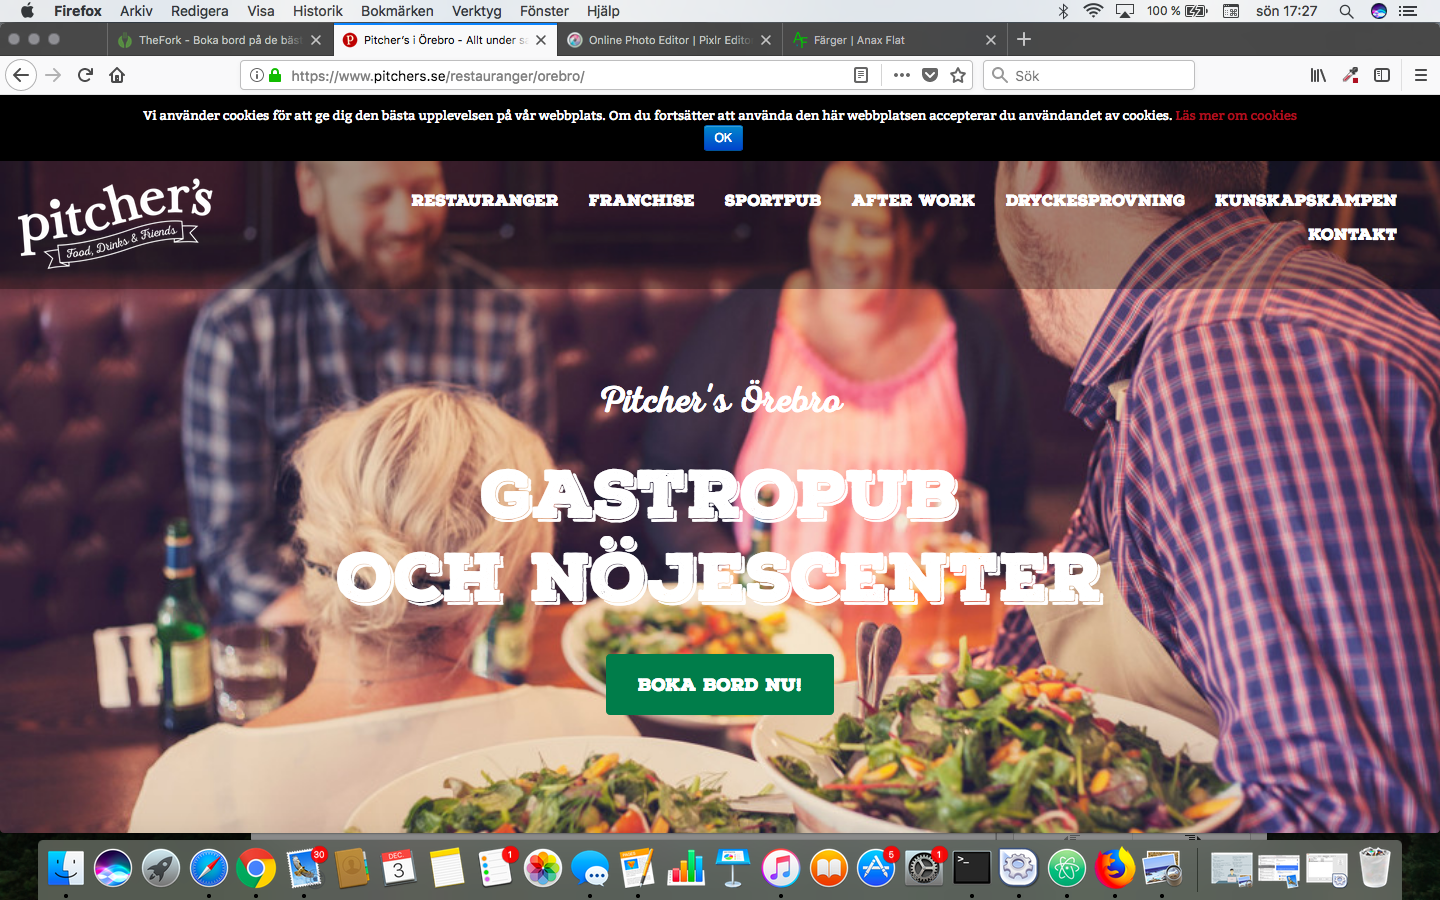 Firefox Arkiv Redigera Visa Historik Bokmärken Verktyg Fönster Hjälp 100 % sön 17:27
TheFork - Boka bord på de bäst
Pitcher's i Örebro - Allt under sa
Online Photo Editor | Pixlr Editor
Färger | Anax Flat
https://www.pitchers.se/restauranger/orebro/
Sök
Vi använder cookies för att ge dig den bästa upplevelsen på vår webbplats. Om du fortsätter att använda den här webbplatsen accepterar du användandet av cookies. Läs mer om cookies
OK
pitcher's
Food, Drinks & Friends
RESTAURANGER FRANCHISE SPORTPUB AFTER WORK DRYCKESPROVNING KUNSKAPSKAMPEN
KONTAKT
Pitcher's Örebro
GASTROPUB
OCH NÖJESCENTER
BOKA BORD NU!
30
DEC
3
1
5
1